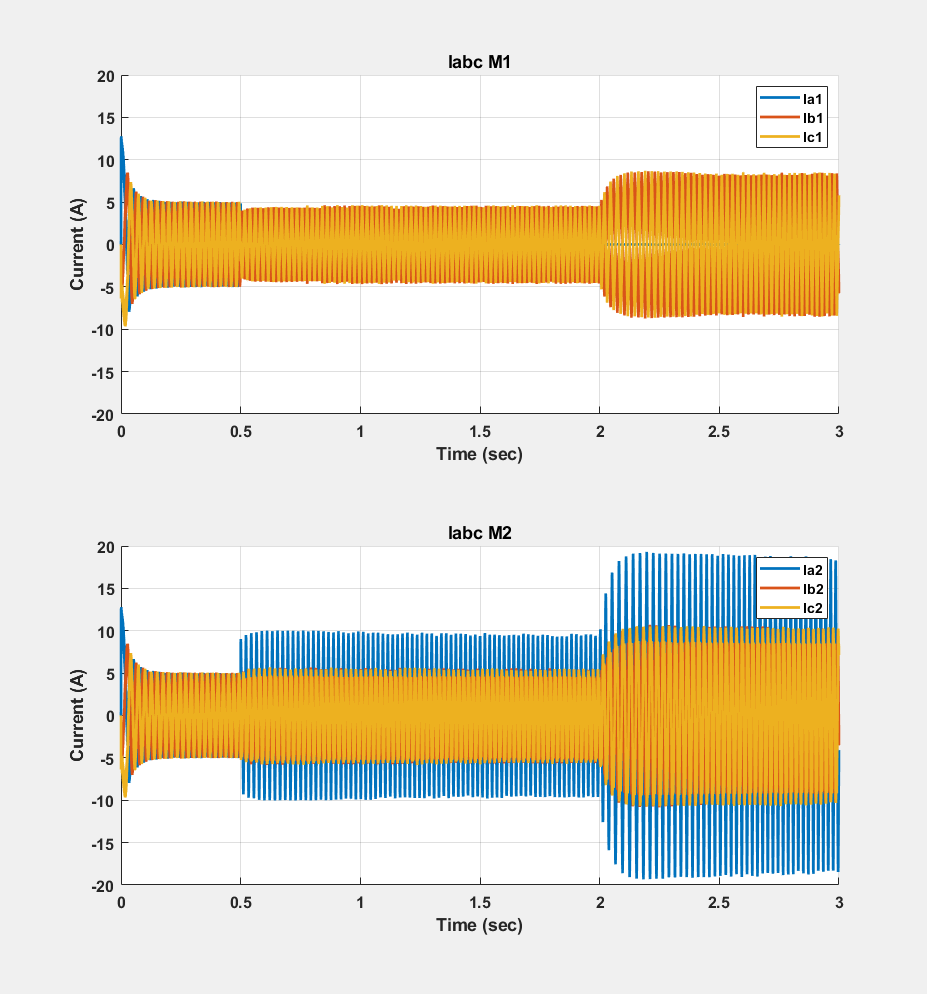 Iabc M1
20
15
10
5
0
-5
-10
-15
-20
Current (A)
Ia1
Ib1
Ic1
0 0.5 1 1.5 2 2.5 3
Time (sec)
Iabc M2
20
15
10
5
0
-5
-10
-15
-20
Current (A)
Ia2
Ib2
Ic2
0 0.5 1 1.5 2 2.5 3
Time (sec)